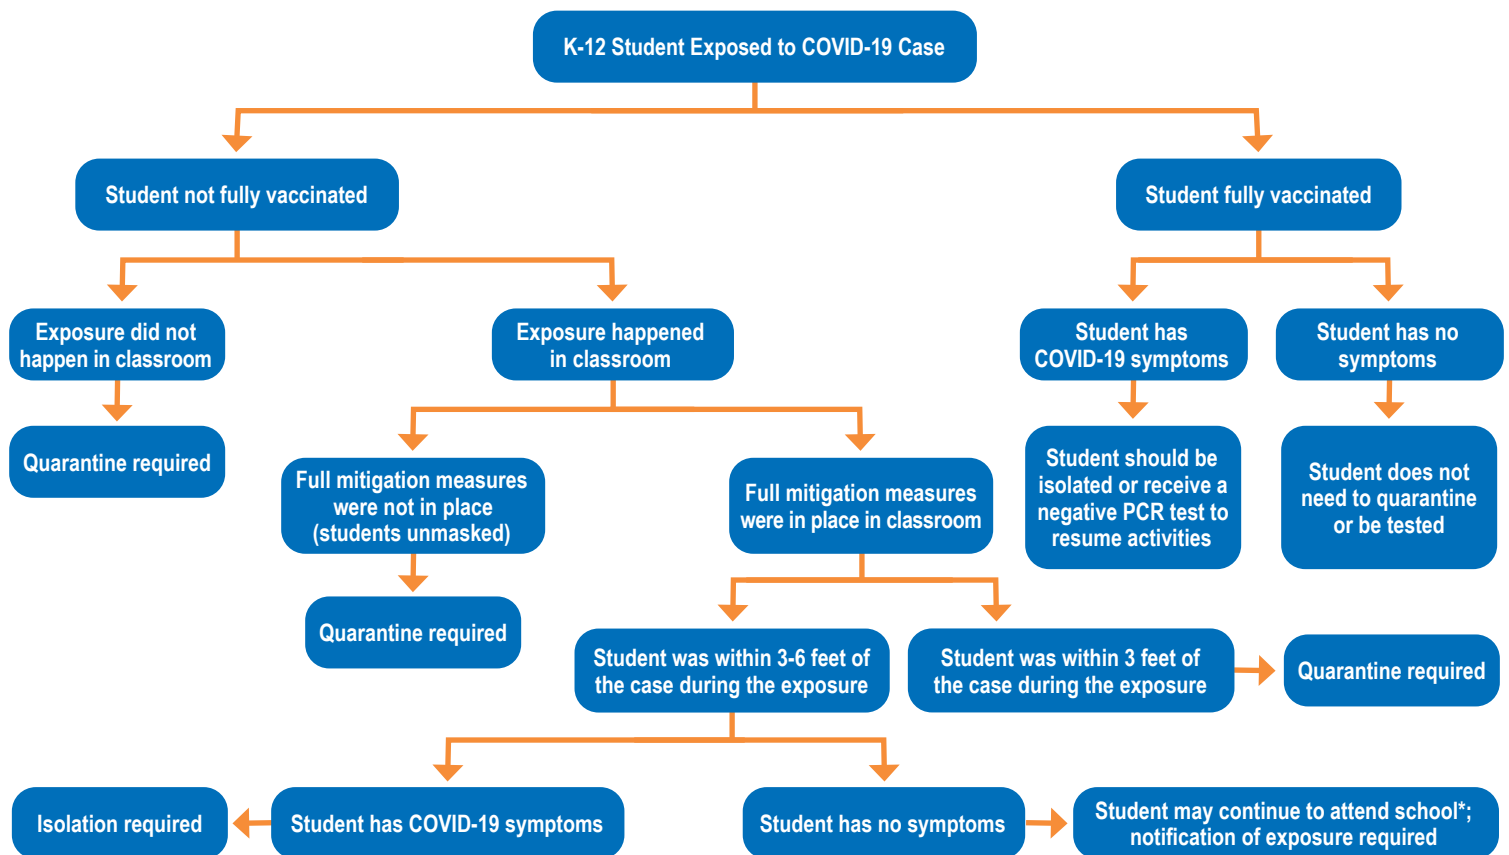 K-12 Student Exposed to COVID-19 Case
Student not fully vaccinated
Student fully vaccinated
Exposure did not
happen in classroom
Exposure happened
in classroom
Student has
COVID-19 symptoms
Student has no
symptoms
Quarantine required
Full mitigation measures
were not in place
(students unmasked)
Full mitigation measures
were in place in classroom
Student should be
isolated or receive a
negative PCR test to
resume activities
Student does not
need to quarantine
or be tested
Quarantine required
Student was within 3-6 feet of
the case during the exposure
Student was within 3 feet of
the case during the exposure
Quarantine required
Isolation required
Student has COVID-19 symptoms
Student has no symptoms
Student may continue to attend school*;
notification of exposure required